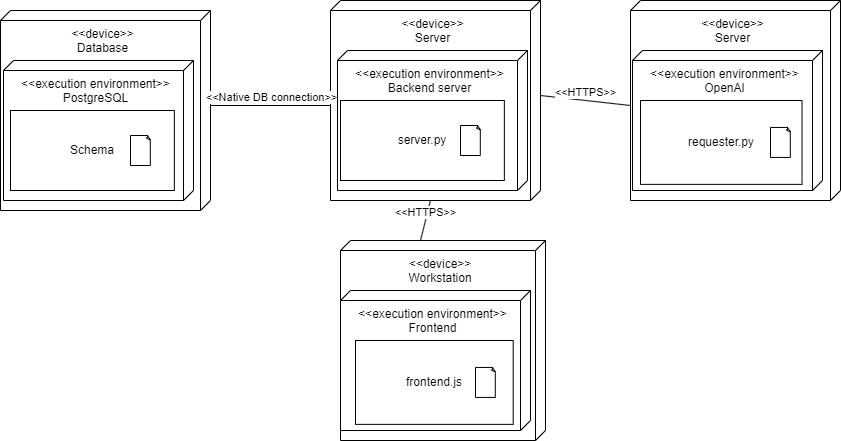 <<device>>
Database
<<execution environment>>
PostgreSQL
Schema
<<Native DB connection>>
<<device>>
Server
<<execution environment>>
Backend server
server.py
<<HTTPS>>
<<device>>
Server
<<execution environment>>
OpenAI
requester.py
<<HTTPS>>
<<device>>
Workstation
<<execution environment>>
Frontend
frontend.js